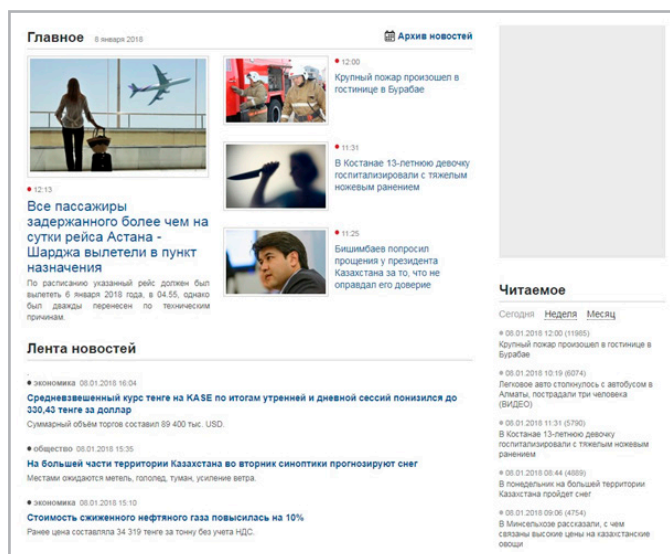 Главное 8 января 2018
Архив новостей
12:13
Все пассажиры
задержанного более чем на
сутки рейса Астана -
Шарджа вылетели в пункт
назначения
По расписанию указанный рейс должен был
вылететь 6 января 2018 года, в 04.55, однако
был дважды перенесен по техническим
причинам.
12:00
Крупный пожар произошел в
гостинице в Бурабае
11:31
В Костанае 13-летнюю девочку
госпитализировали с тяжелым
ножевым ранением
11:25
Бишимбаев попросил
прощения у президента
Казахстана за то, что не
оправдал его доверие
Лента новостей
экономика 08.01.2018 16:04
Средневзвешенный курс тенге на KASE по итогам утренней и дневной сессий понизился до
330,43 тенге за доллар
Суммарный объём торгов составил 89 400 тыс. USD.
общество 08.01.2018 15:35
На большей части территории Казахстана во вторник синоптики прогнозируют снег
Местами ожидаются метель, гололед, туман, усиление ветра.
экономика 08.01.2018 15:10
Стоимость сжиженного нефтяного газа повысилась на 10%
Ранее цена составляла 34 319 тенге за тонну без учета НДС.
Читаемое
Сегодня Неделя Месяц
08.01.2018 12:00 (11985)
Крупный пожар произошел в гостинице в
Бурабае
08.01.2018 10:19 (6074)
Легковое авто столкнулось с автобусом в
Алматы, пострадали три человека
(ВИДЕО)
08.01.2018 11:31 (5790)
В Костанае 13-летнюю девочку
госпитализировали с тяжелым ножевым
ранением
08.01.2018 08:44 (4889)
В понедельник на большей территории
Казахстана пройдет снег
08.01.2018 09:06 (4754)
В Минсельхозе рассказали, с чем
связаны высокие цены на казахстанские
овощи